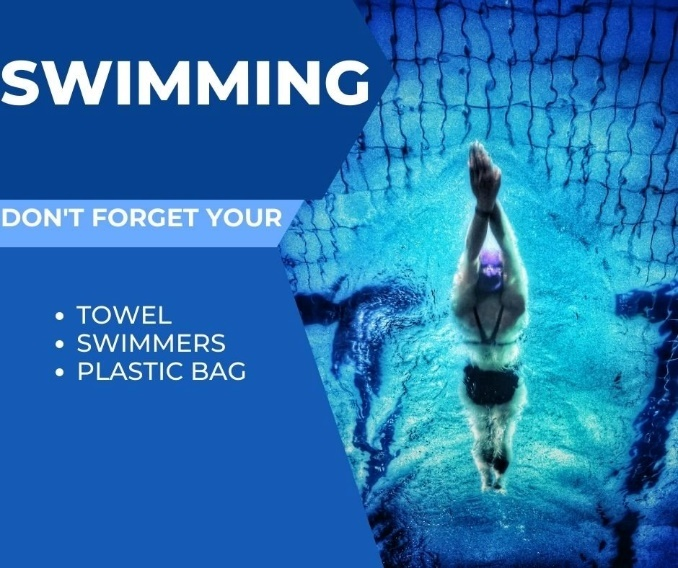 SWIMMING
DON'T FORGET YOUR
• TOWEL
• SWIMMERS
• PLASTIC BAG